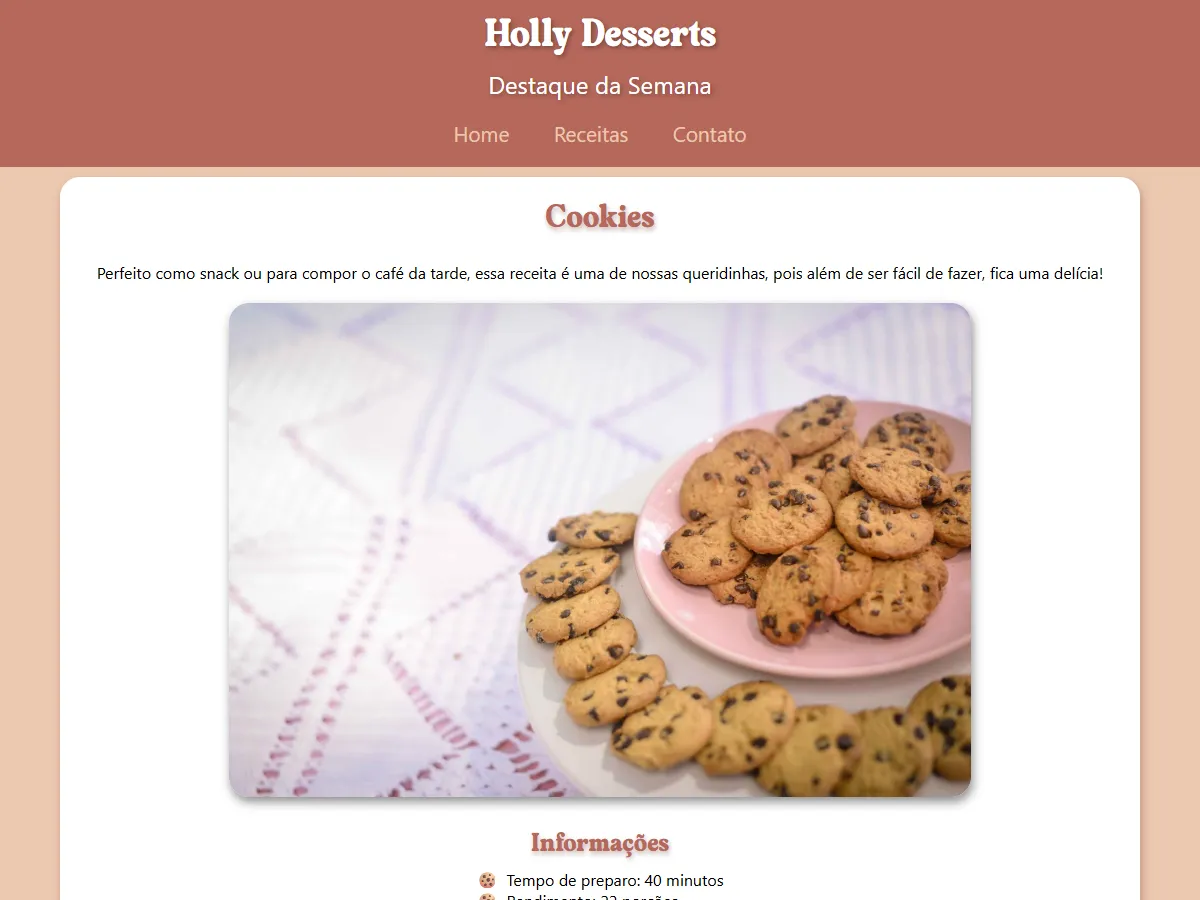 Holly Desserts
Destaque da Semana
Home Receitas Contato
Cookies
Perfeito como snack ou para compor o café da tarde, essa receita é uma de nossas queridinhas, pois além de ser fácil de fazer, fica uma delícia!
Informações
Tempo de preparo: 40 minutos